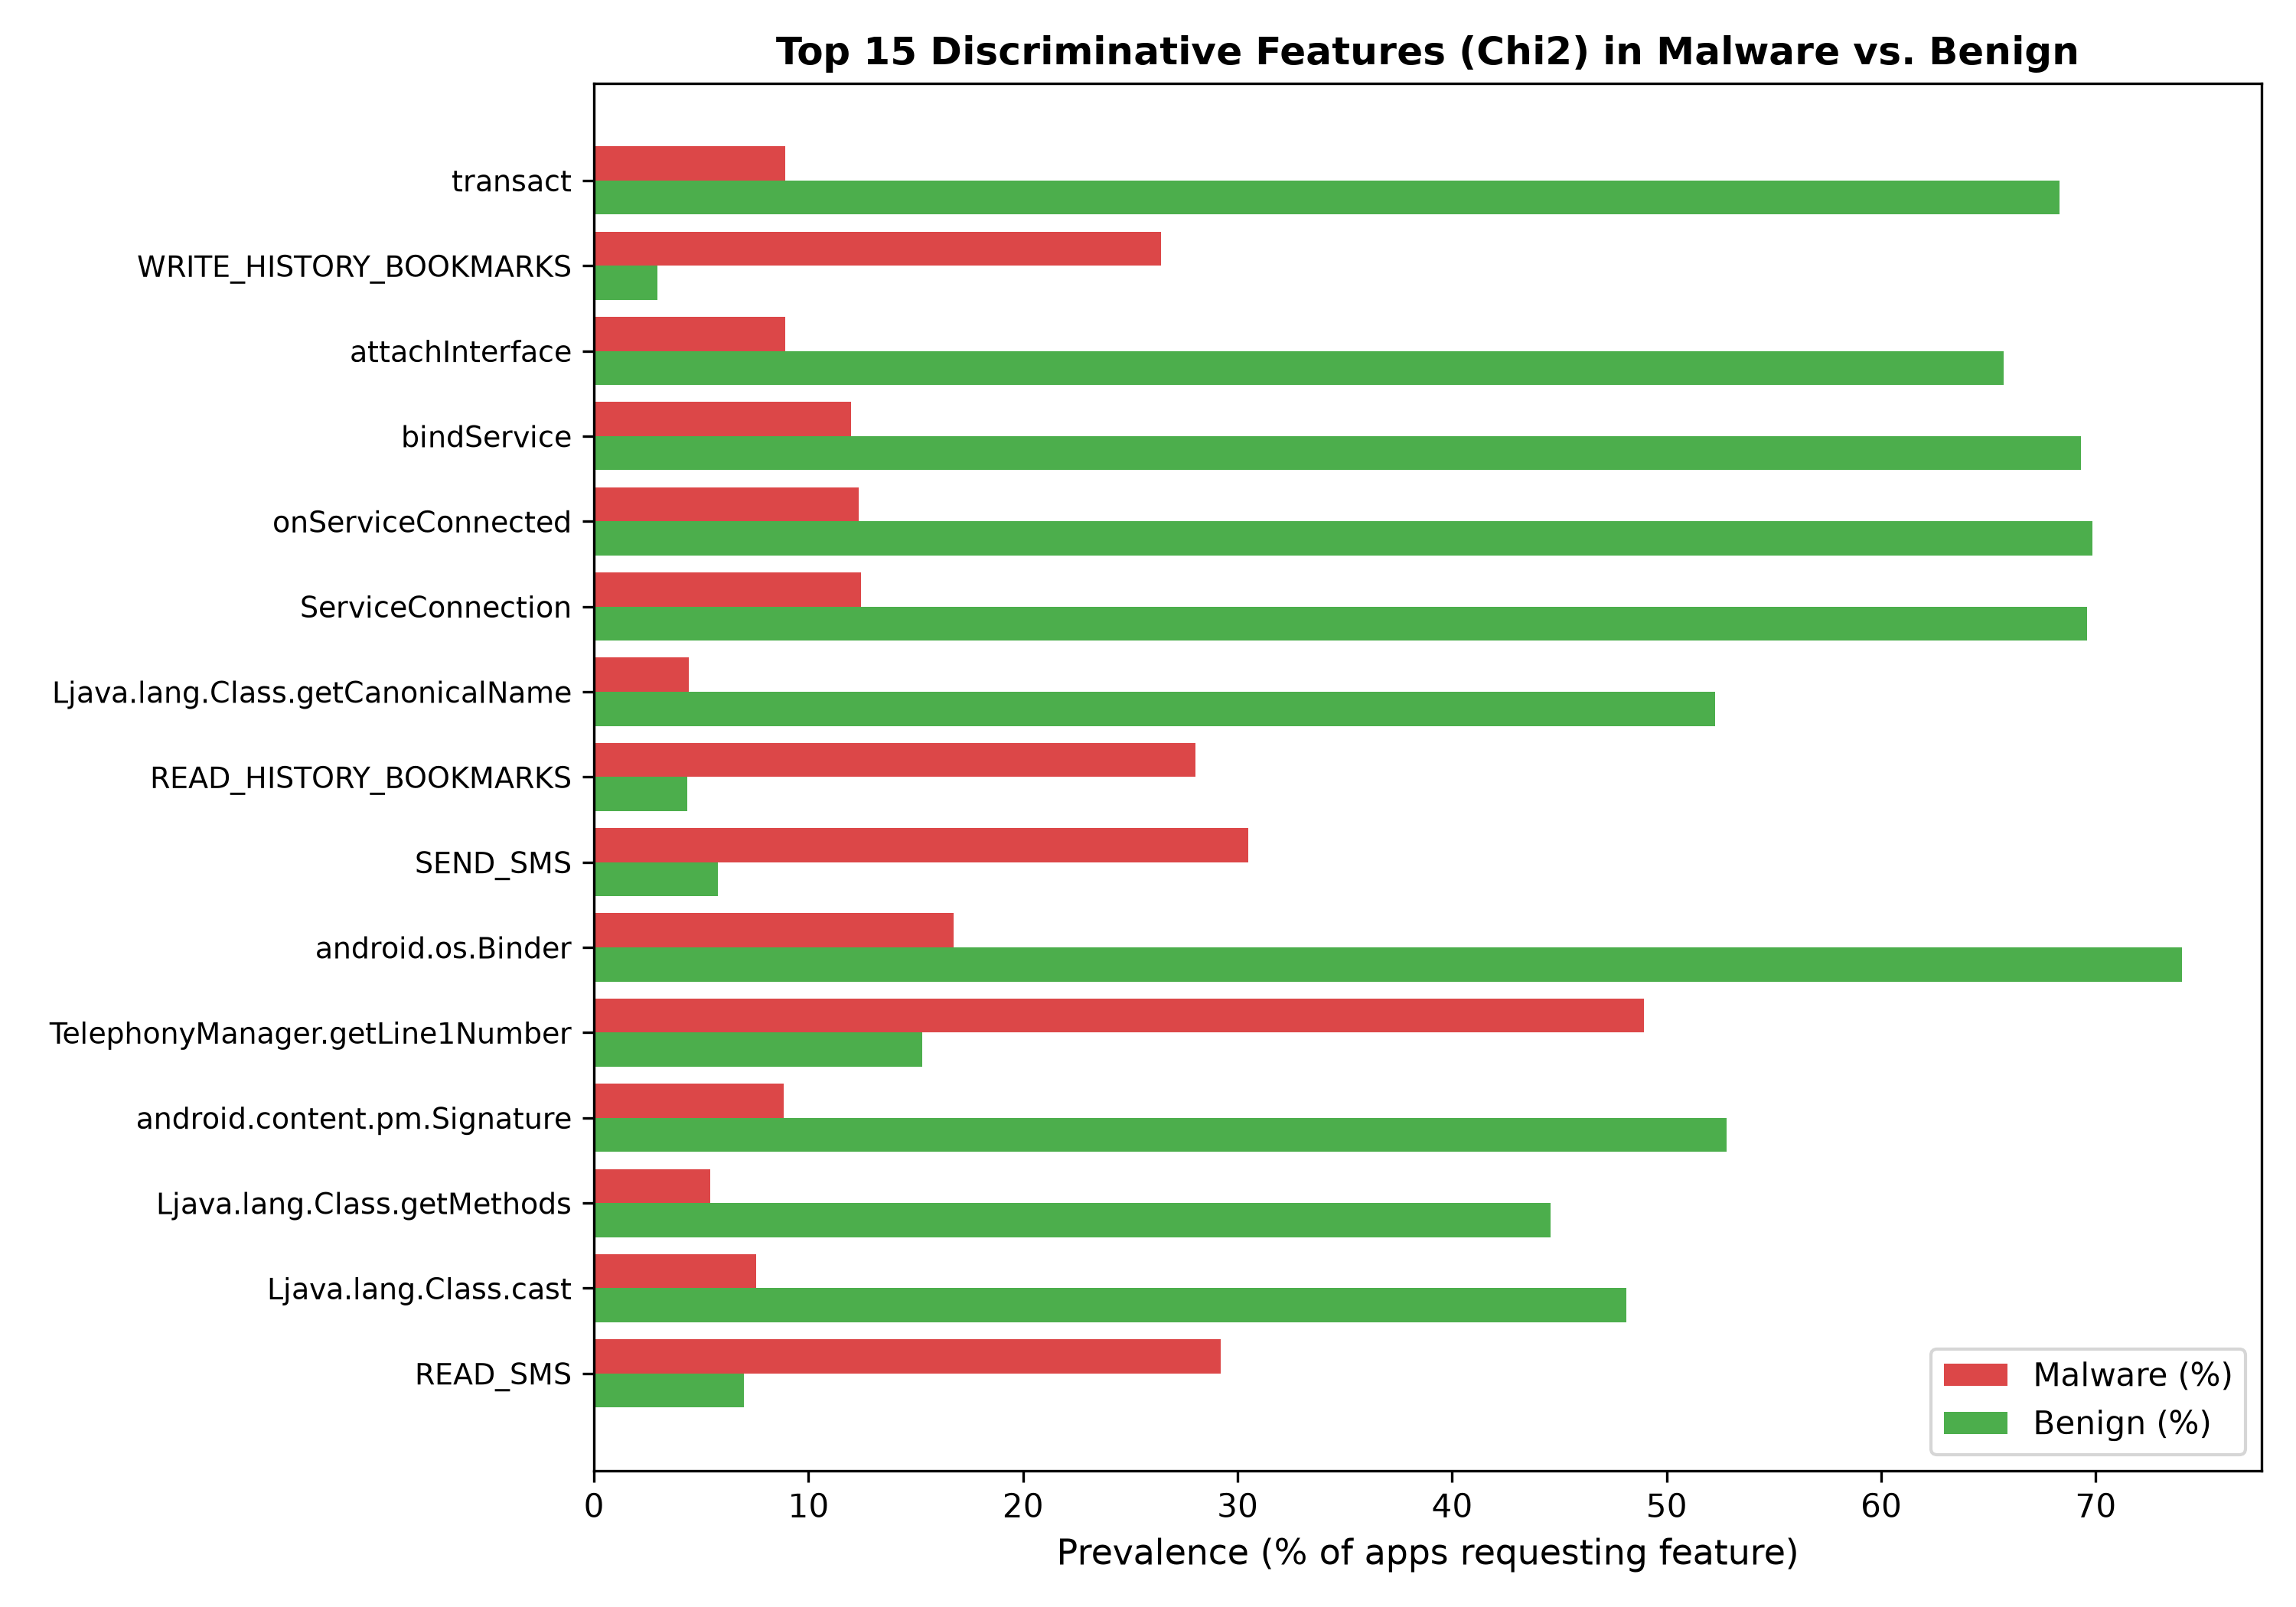 Top 15 Discriminative Features (Chi2) in Malware vs. Benign
transact
WRITE_HISTORY_BOOKMARKS
attachInterface
bindService
onServiceConnected
ServiceConnection
Ljava.lang.Class.getCanonicalName
READ_HISTORY_BOOKMARKS
SEND_SMS
android.os.Binder
TelephonyManager.getLine1Number
android.content.pm.Signature
Ljava.lang.Class.getMethods
Ljava.lang.Class.cast
READ_SMS
Malware (%)
Benign (%)
0 10 20 30 40 50 60 70
Prevalence (% of apps requesting feature)